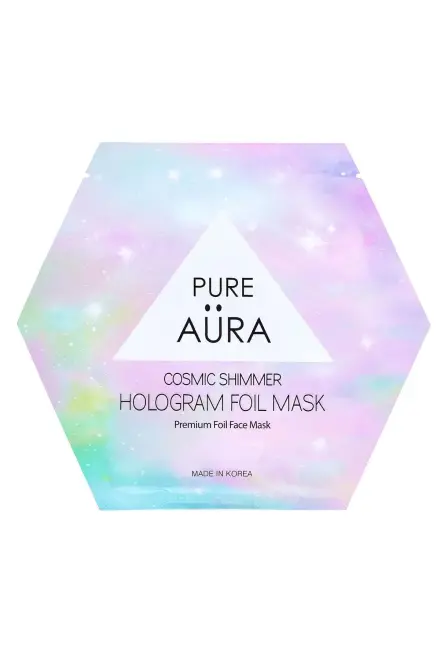 PURE
AÜRA
COSMIC SHIMMER
HOLOGRAM FOIL MASK
Premium Foil Face Mask
MADE IN KOREA